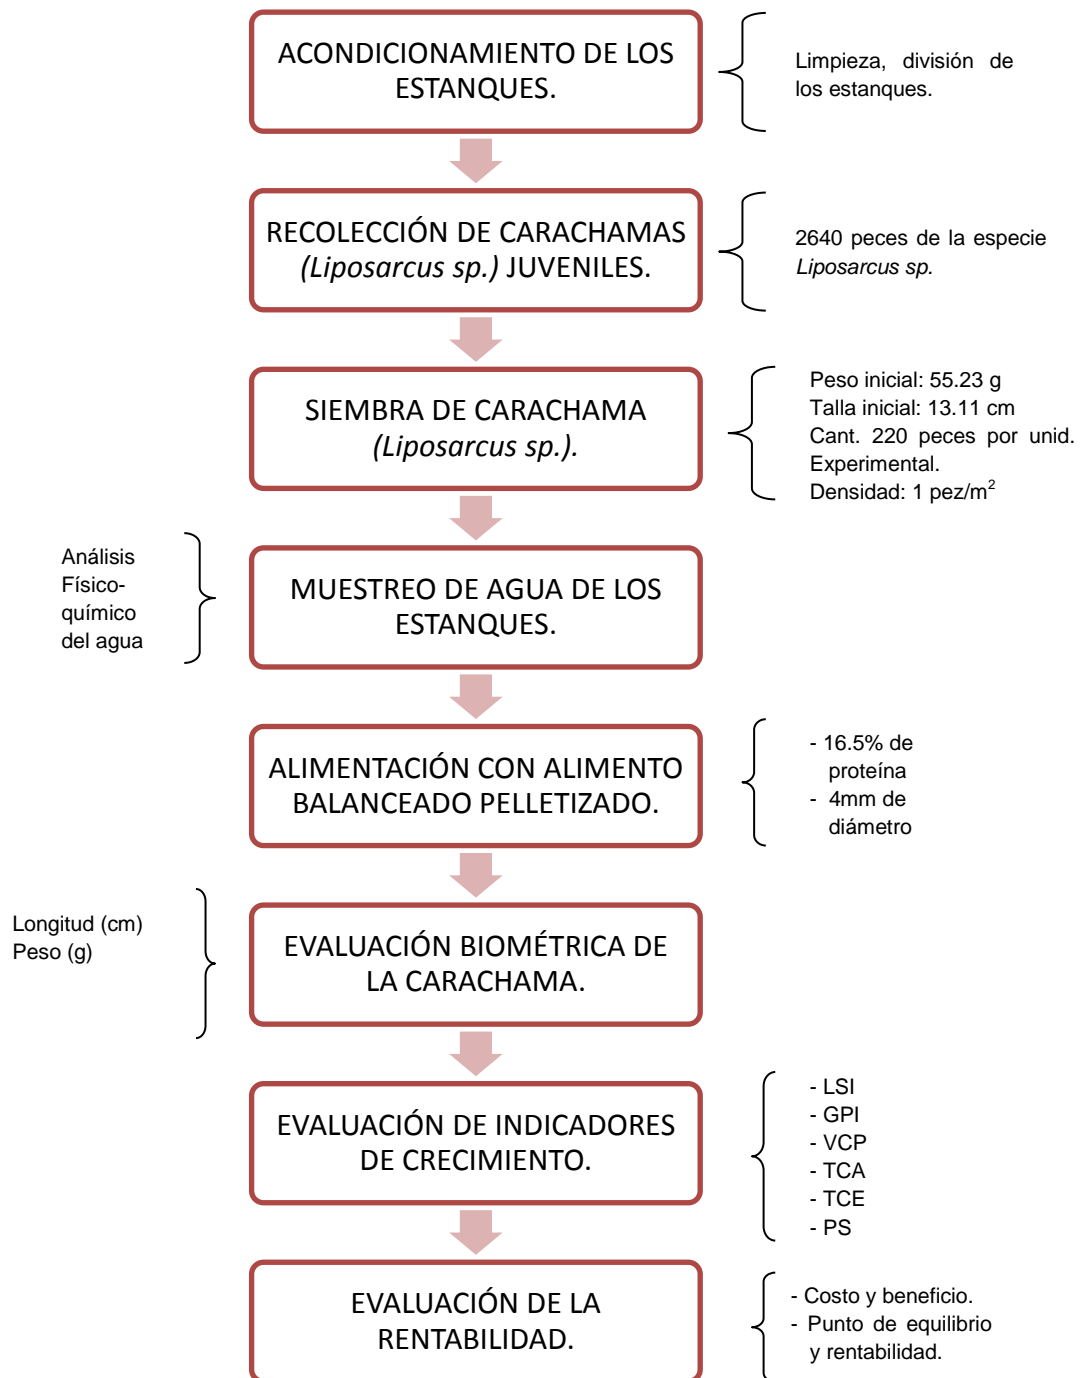 ACONDICIONAMIENTO DE LOS
ESTANQUES.
Limpieza, división de
los estanques.
RECOLECCIÓN DE CARACHAMAS
(Liposarcus sp.) JUVENILES.
2640 peces de la especie
Liposarcus sp.
SIEMBRA DE CARACHAMA
(Liposarcus sp.).
Peso inicial: 55.23 g
Talla inicial: 13.11 cm
Cant. 220 peces por unid.
Experimental.
Densidad: 1 pez/m²
Análisis
Físico-
químico
del agua
MUESTREO DE AGUA DE LOS
ESTANQUES.
ALIMENTACIÓN CON ALIMENTO
BALANCEADO PELLETIZADO.
- 16.5% de
proteína
- 4mm de
diámetro
Longitud (cm)
Peso (g)
EVALUACIÓN BIOMÉTRICA DE
LA CARACHAMA.
EVALUACIÓN DE INDICADORES
DE CRECIMIENTO.
- LSI
- GPI
- VCP
- TCA
- TCE
- PS
EVALUACIÓN DE LA
RENTABILIDAD.
- Costo y beneficio.
- Punto de equilibrio
y rentabilidad.